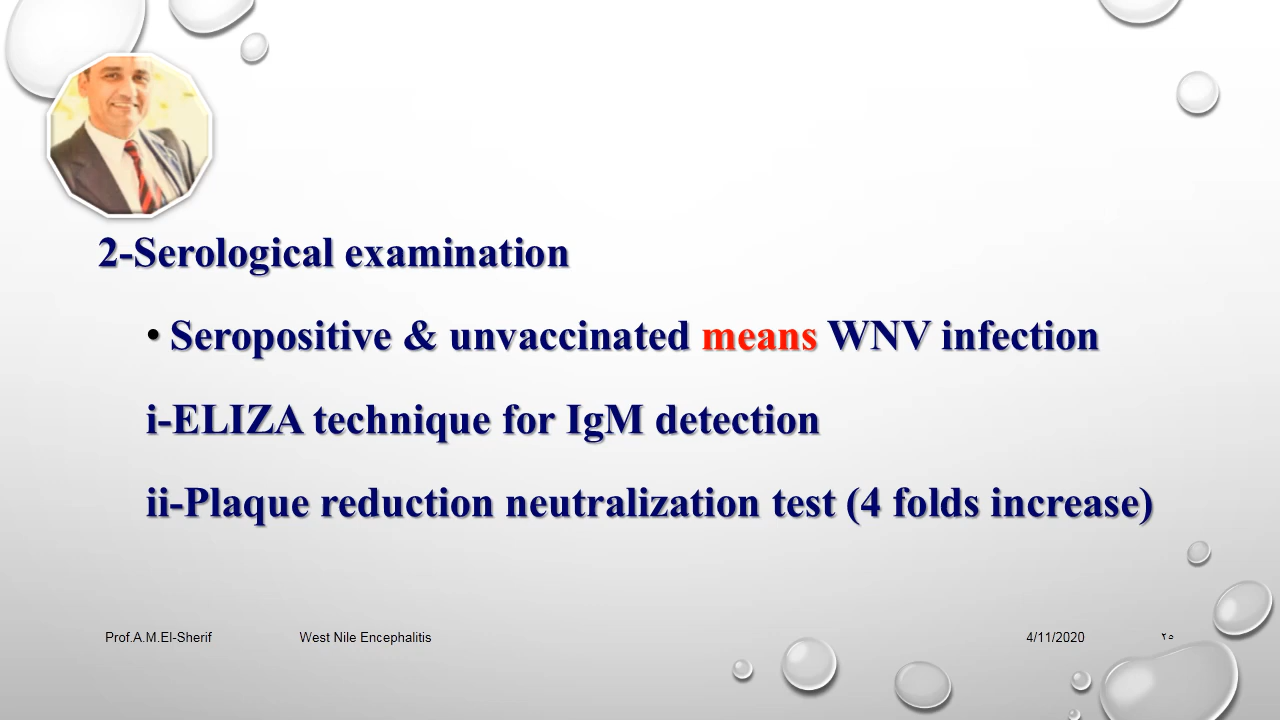 2-Serological examination
• Seropositive & unvaccinated means WNV infection
i-ELIZA technique for IgM detection
ii-Plaque reduction neutralization test (4 folds increase)
Prof.A.M.El-Sherif West Nile Encephalitis 4/11/2020 ٢٥